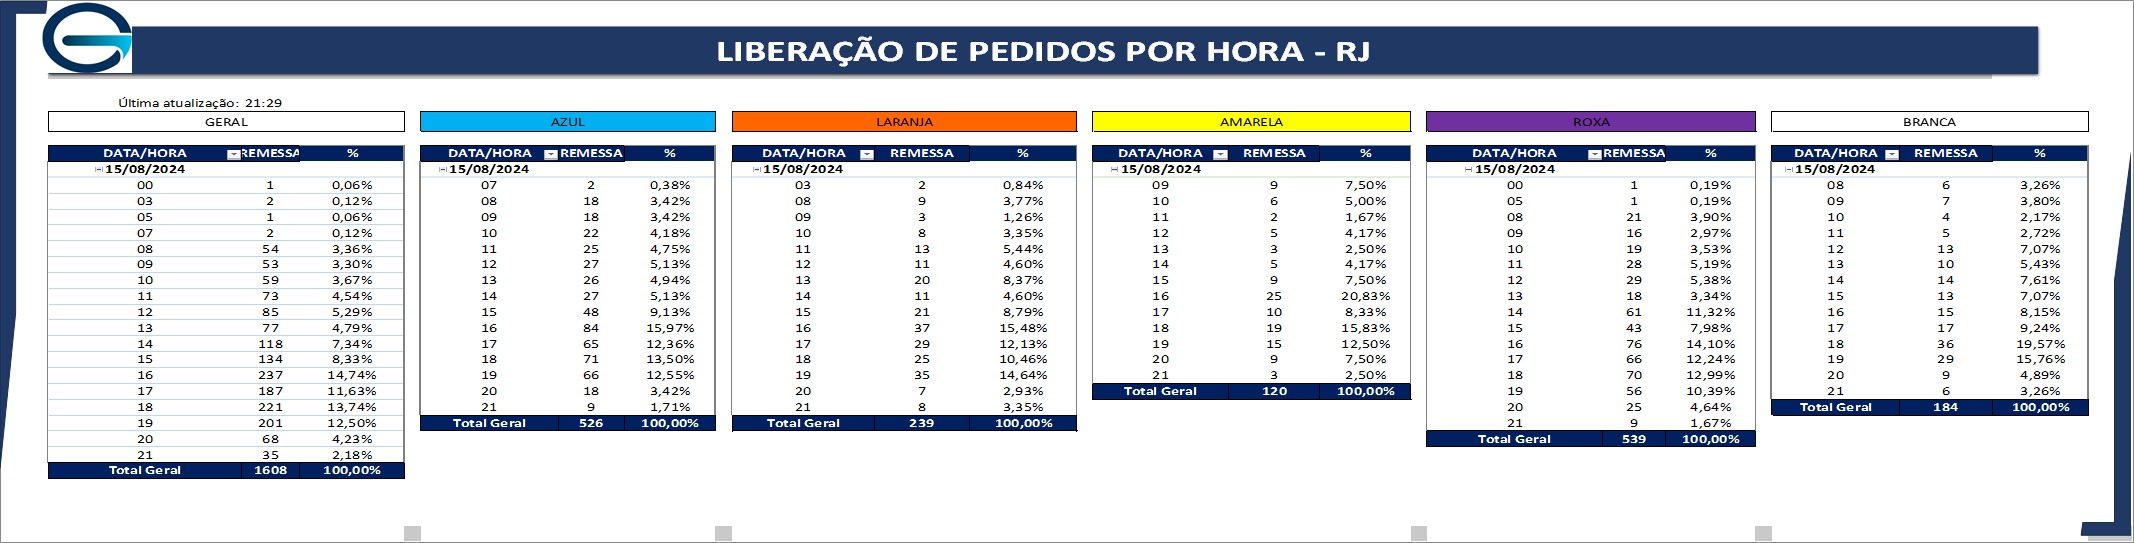 LIBERAÇÃO DE PEDIDOS POR HORA - RJ
Última atualização: 21:29
GERAL
DATA/HORA REMESSA %
15/08/2024
00 1 0,06%
03 2 0,12%
05 1 0,06%
07 2 0,12%
08 54 3,36%
09 53 3,30%
10 59 3,67%
11 73 4,54%
12 85 5,29%
13 77 4,79%
14 118 7,34%
15 134 8,33%
16 237 14,74%
17 187 11,63%
18 221 13,74%
19 201 12,50%
20 68 4,23%
21 35 2,18%
Total Geral 1608 100,00%
AZUL
DATA/HORA REMESSA %
15/08/2024
07 2 0,38%
08 18 3,42%
09 18 3,42%
10 22 4,18%
11 25 4,75%
12 27 5,13%
13 26 4,94%
14 27 5,13%
15 48 9,13%
16 84 15,97%
17 65 12,36%
18 71 13,50%
19 66 12,55%
20 18 3,42%
21 9 1,71%
Total Geral 526 100,00%
LARANJA
DATA/HORA REMESSA %
15/08/2024
03 2 0,84%
08 9 3,77%
09 3 1,26%
10 8 3,35%
11 13 5,44%
12 11 4,60%
13 20 8,37%
14 11 4,60%
15 21 8,79%
16 37 15,48%
17 29 12,13%
18 25 10,46%
19 35 14,64%
20 7 2,93%
21 8 3,35%
Total Geral 239 100,00%
AMARELA
DATA/HORA REMESSA %
15/08/2024
09 9 7,50%
10 6 5,00%
11 2 1,67%
12 5 4,17%
13 3 2,50%
14 5 4,17%
15 9 7,50%
16 25 20,83%
17 10 8,33%
18 19 15,83%
19 15 12,50%
20 9 7,50%
21 3 2,50%
Total Geral 120 100,00%
ROXA
DATA/HORA REMESSA %
15/08/2024
00 1 0,19%
05 1 0,19%
08 21 3,90%
09 16 2,97%
10 19 3,53%
11 28 5,19%
12 29 5,38%
13 18 3,34%
14 61 11,32%
15 43 7,98%
16 76 14,10%
17 66 12,24%
18 70 12,99%
19 56 10,39%
20 25 4,64%
21 9 1,67%
Total Geral 539 100,00%
BRANCA
DATA/HORA REMESSA %
15/08/2024
08 6 3,26%
09 7 3,80%
10 4 2,17%
11 5 2,72%
12 13 7,07%
13 10 5,43%
14 14 7,61%
15 13 7,07%
16 15 8,15%
17 17 9,24%
18 36 19,57%
19 29 15,76%
20 9 4,89%
21 6 3,26%
Total Geral 184 100,00%